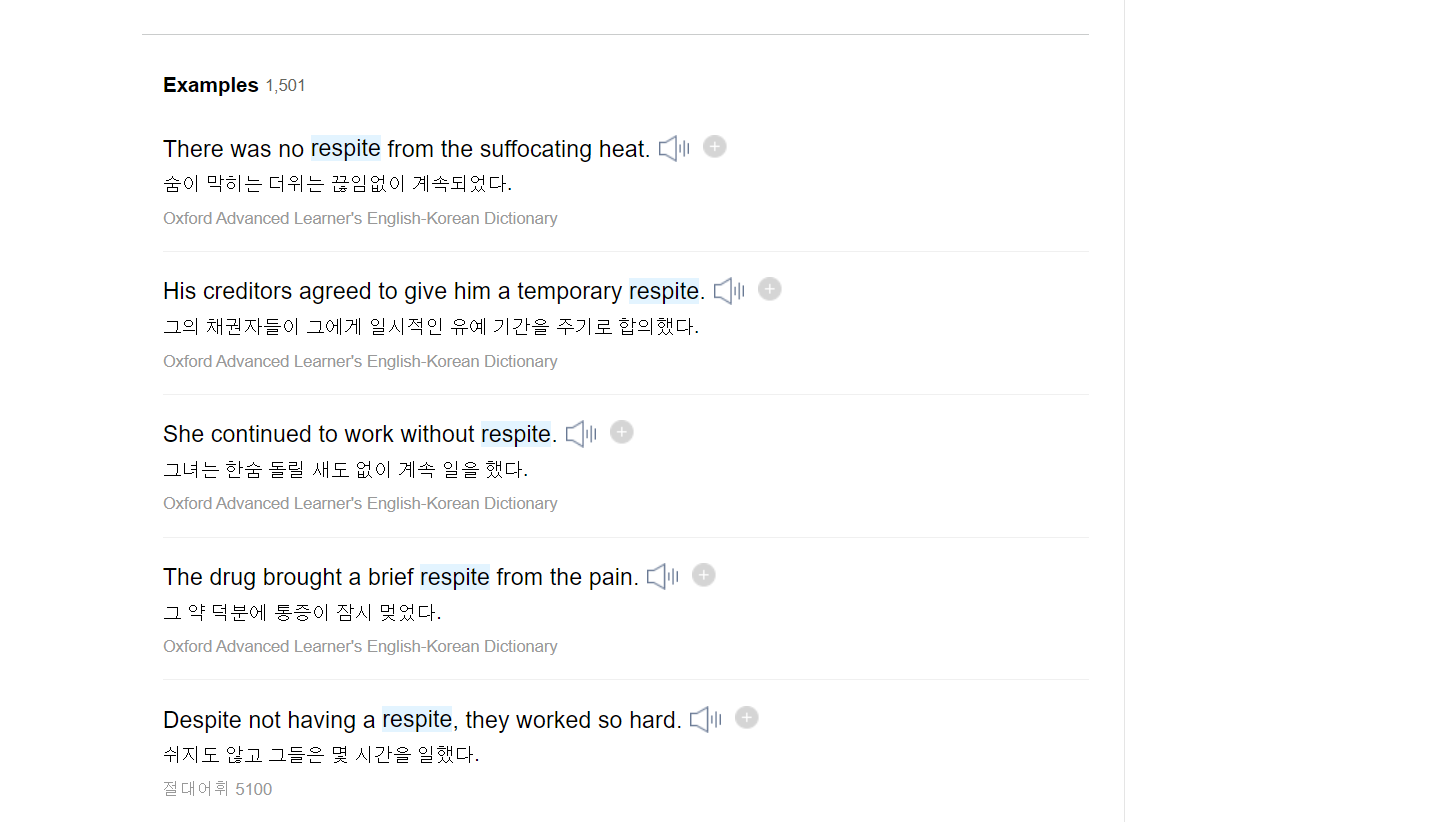 Examples 1,501
There was no respite from the suffocating heat.
숨이 막히는 더위는 끊임없이 계속되었다.
Oxford Advanced Learner's English-Korean Dictionary
His creditors agreed to give him a temporary respite.
그의 채권자들이 그에게 일시적인 유예 기간을 주기로 합의했다.
Oxford Advanced Learner's English-Korean Dictionary
She continued to work without respite.
그녀는 한숨 돌릴 새도 없이 계속 일을 했다.
Oxford Advanced Learner's English-Korean Dictionary
The drug brought a brief respite from the pain.
그 약 덕분에 통증이 잠시 멎었다.
Oxford Advanced Learner's English-Korean Dictionary
Despite not having a respite, they worked so hard.
쉬지도 않고 그들은 몇 시간을 일했다.
절대어휘 5100